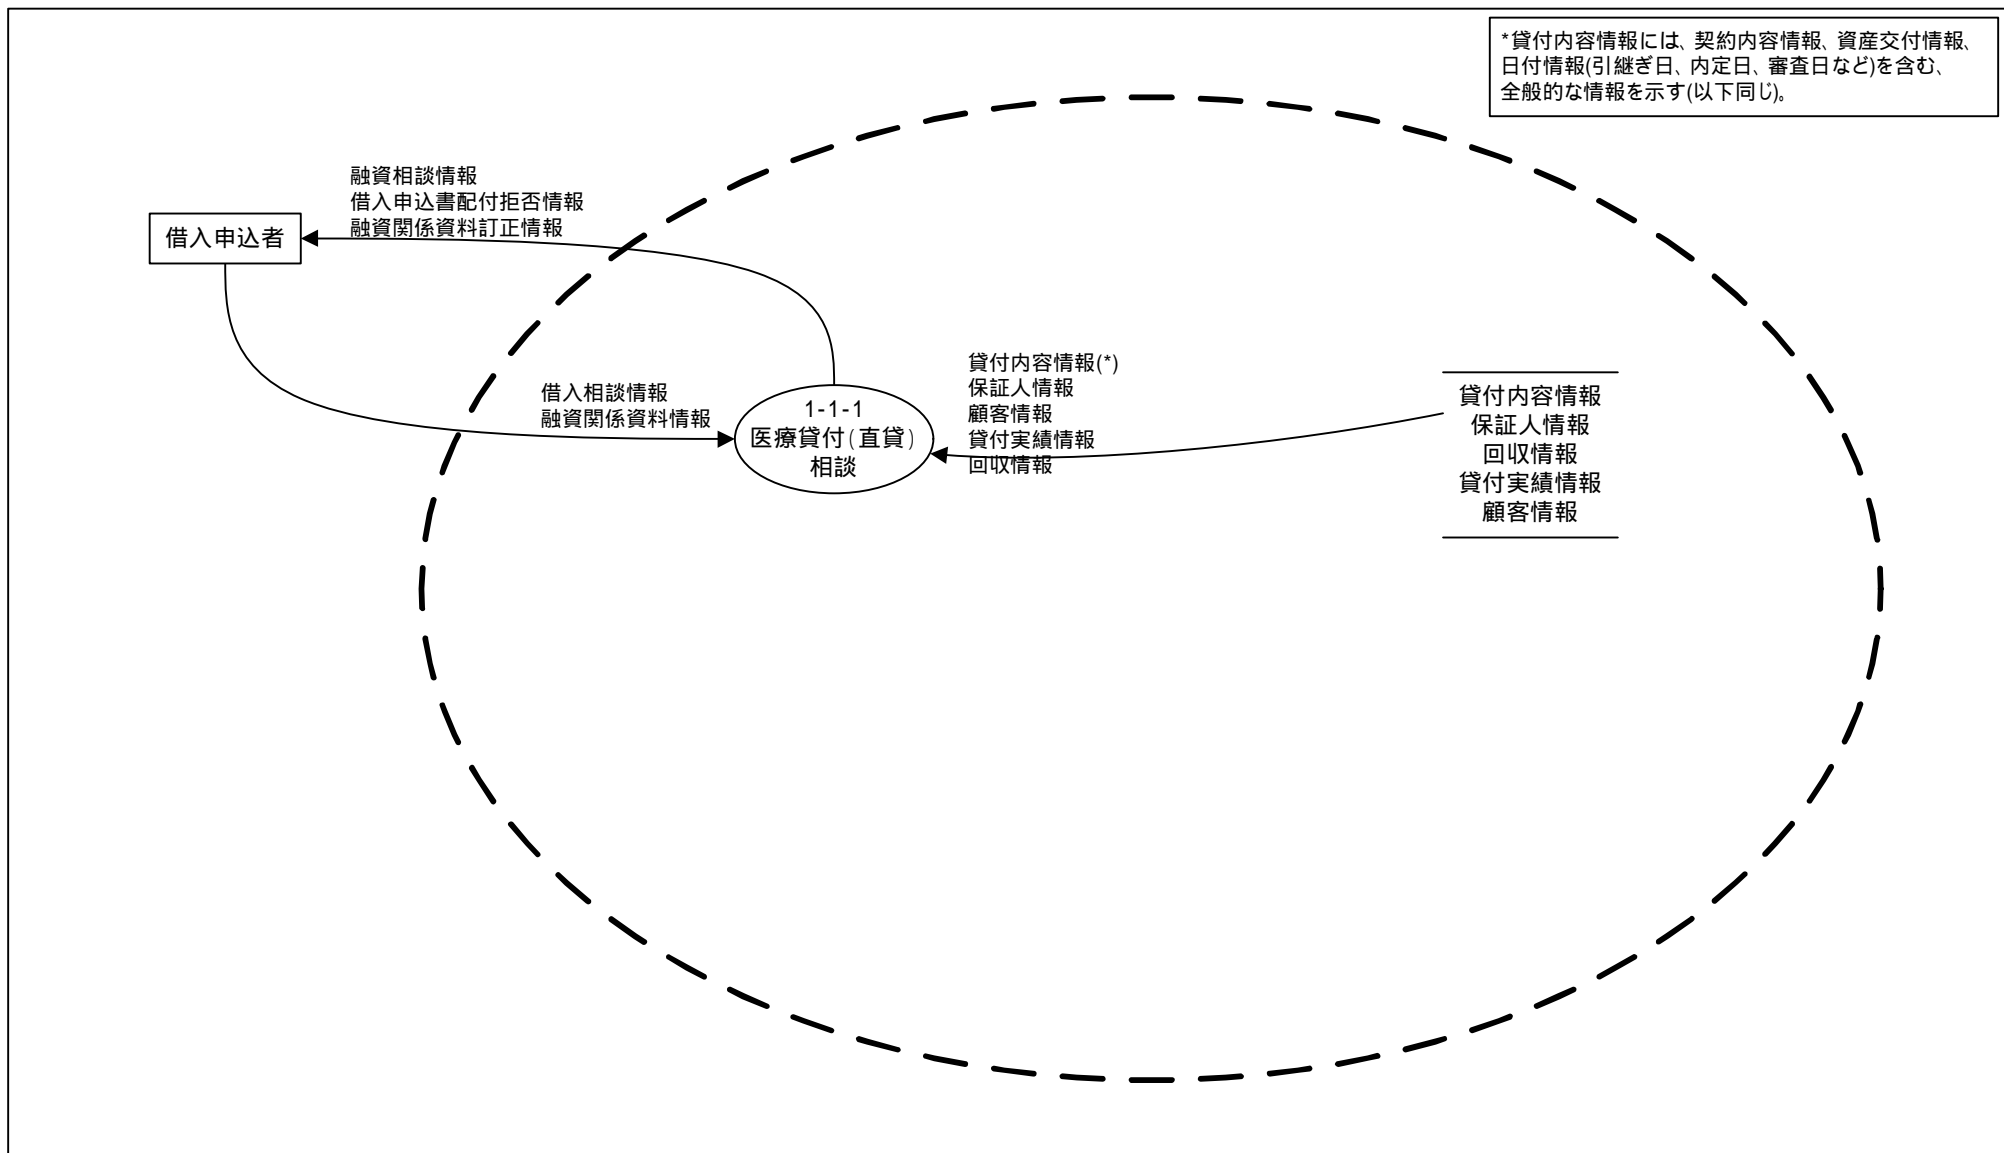 *貸付内容情報には、契約内容情報、資産交付情報、
日付情報(引継ぎ日、内定日、審査日など)を含む、
全般的な情報を示す(以下同じ)。
融資相談情報
借入申込書配付拒否情報
融資関係資料訂正情報
借入申込者
借入相談情報
融資関係資料情報
1-1-1
医療貸付(直貸)
相談
貸付内容情報(*)
保証人情報
顧客情報
貸付実績情報
回収情報
貸付内容情報
保証人情報
回収情報
貸付実績情報
顧客情報